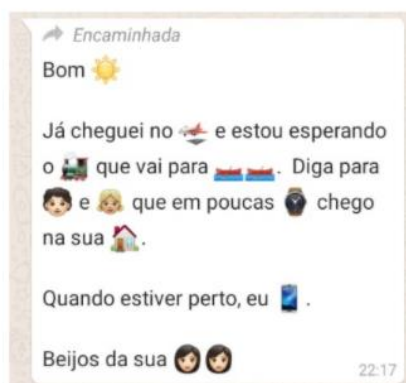 Encaminhada
Bom ☀️
Já cheguei no 🛬 e estou esperando
o 🚂 que vai para 🚣🚣. Diga para
👦🏻 e 👧🏼 que em poucas ⌚ chego
na sua 🏠.
Quando estiver perto, eu 📱.
Beijos da sua 👩🏻👩🏻
22:17